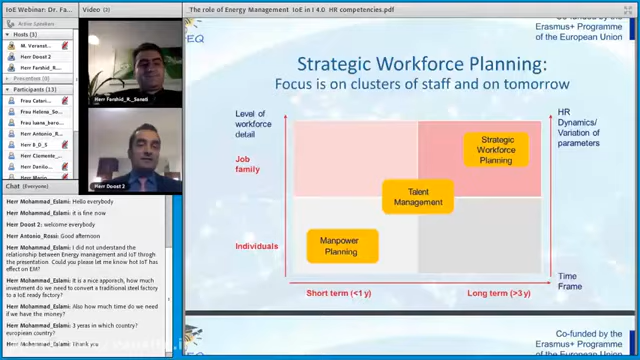 IoE Webinar: Dr. Fa...
Video (2)
The role of Energy Management IoE in I 4.0 HR competencies.pdf
Active Speakers
Hosts (3)
M. Veranst...
Herr Doost 2
Herr Farshid_R...
Presenters (0)
Participants (13)
Frau Catari...
Frau Helena_So...
Frau Iuana_bero...
Herr Antonio_R...
Herr B_D_S
Herr Clemente_...
Herr Danilo...
Herr Mario...
Herr Farshid_R_Sanati
Herr Doost 2
Chat (Everyone)
Herr Mohammad_Eslami: Hello everybody
Herr Mohammad_Eslami: it is fine now
Herr Doost 2: welcome everybody
Herr Antonio_Rossi: Good afternoon
Herr Mohammad_Eslami: I did not understand the relationship between Energy management and IoT through the presentation. Could you please let me know hot IoT has effect on EM?
Herr Mohammad_Eslami: It is a nice apporoch, how much investment do we need to convert a traditional steel factory to a IoE ready factory?
Herr Mohammad_Eslami: Also how much time do we need if we have the money?
Herr Mohammad_Eslami: 3 yeras in which country? european country?
Herr Mohammad_Eslami: Thank you
PEQ
Co-funded by the
Erasmus+ Programme
of the European Union
Strategic Workforce Planning:
Focus is on clusters of staff and on tomorrow
Level of
workforce
detail
Job
family
Individuals
Strategic
Workforce
Planning
Talent
Management
Manpower
Planning
HR
Dynamics/
Variation of
parameters
Time
Frame
Short term (<1 y)
Long term (>3 y)
Co-funded by the
Erasmus+ Programme